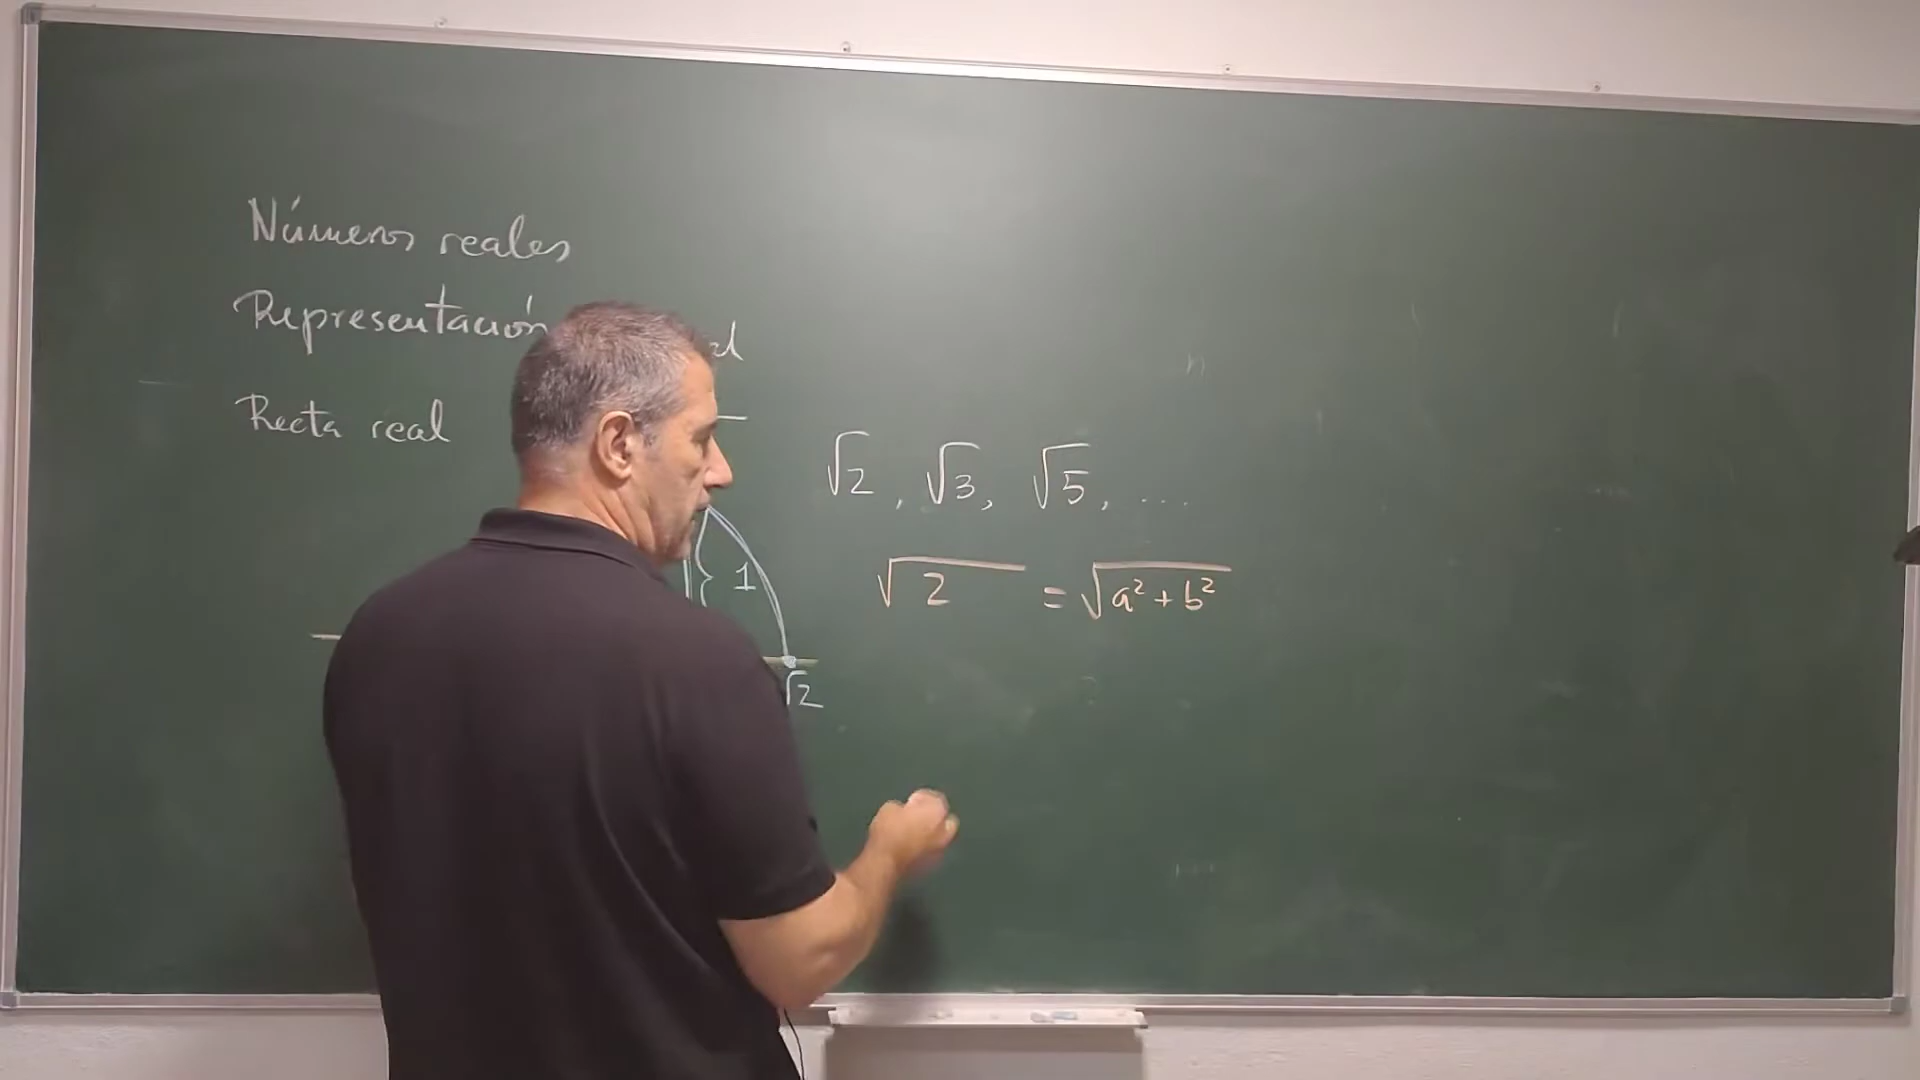 Números reales
Representación
Recta real
√2 , √3, √5, ...
1
√2 = √a²+b²
√2